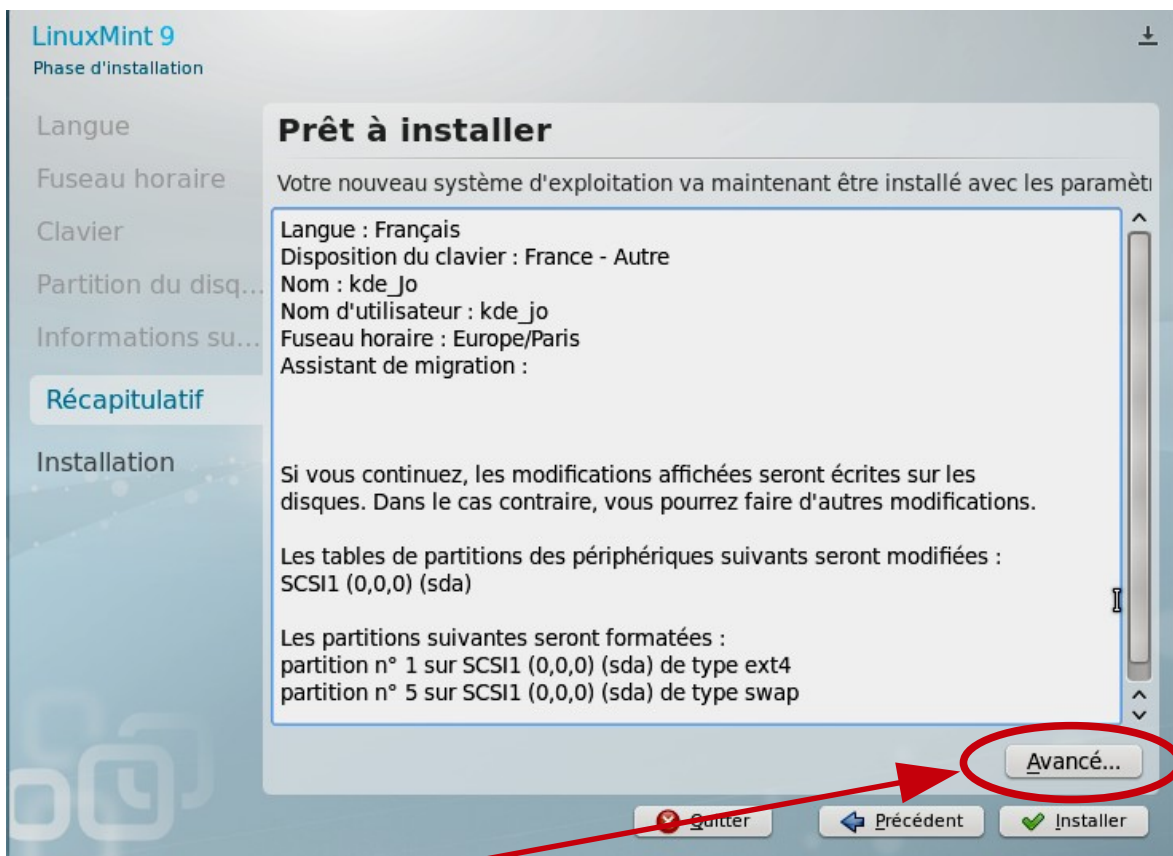 LinuxMint 9
Phase d'installation
Langue
Fuseau horaire
Clavier
Partition du disq...
Informations su...
Récapitulatif
Installation
Prêt à installer
Votre nouveau système d'exploitation va maintenant être installé avec les paramèt
Langue : Français
Disposition du clavier : France - Autre
Nom : kde_Jo
Nom d'utilisateur : kde_jo
Fuseau horaire : Europe/Paris
Assistant de migration :
Si vous continuez, les modifications affichées seront écrites sur les
disques. Dans le cas contraire, vous pourrez faire d'autres modifications.
Les tables de partitions des périphériques suivants seront modifiées :
SCSI1 (0,0,0) (sda)
Les partitions suivantes seront formatées :
partition n° 1 sur SCSI1 (0,0,0) (sda) de type ext4
partition n° 5 sur SCSI1 (0,0,0) (sda) de type swap
Avancé...
Quitter
Précédent
Installer